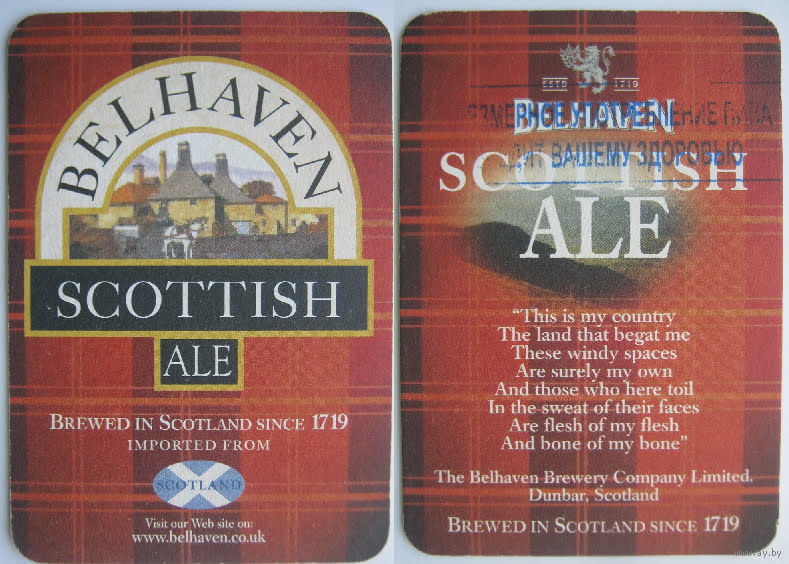 BELHAVEN
SCOTTISH
ALE
BREWED IN SCOTLAND SINCE 1719
IMPORTED FROM
SCOTLAND
Visit our Web site on:
www.belhaven.co.uk
ESTD 1719
BELHAVEN
SCOTTISH
ALE
ВАШЕМУ ЗДОРОВЬЮ
“This is my country
The land that begat me
These windy spaces
Are surely my own
And those who here toil
In the sweat of their faces
Are flesh of my flesh
And bone of my bone”
The Belhaven Brewery Company Limited.
Dunbar, Scotland
BREWED IN SCOTLAND SINCE 1719